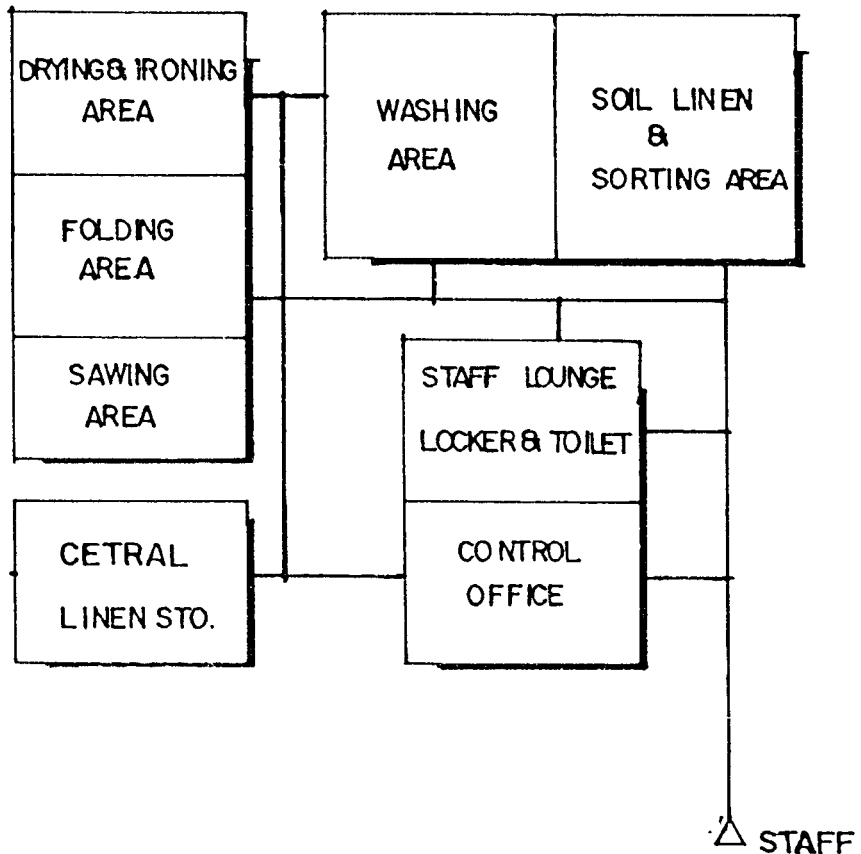 DRYING & IRONING
AREA
FOLDING
AREA
SAWING
AREA
CETRAL
LINEN STO.
WASHING
AREA
SOIL LINEN
&
SORTING AREA
STAFF LOUNGE
LOCKER & TOILET
CONTROL
OFFICE
STAFF